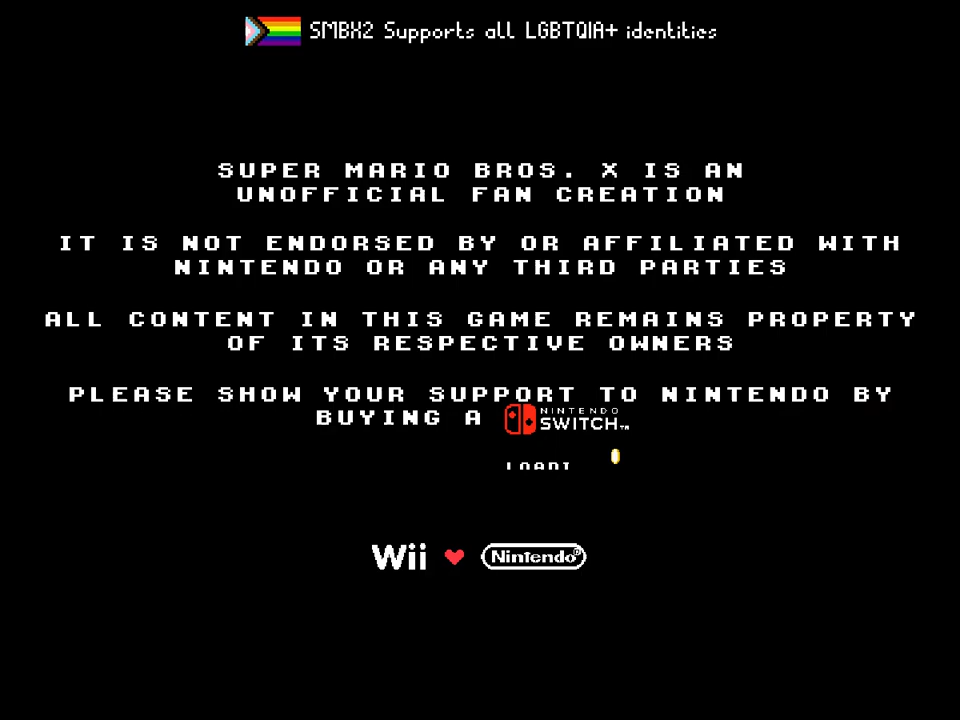 SMBX2 Supports all LGBTQIA+ identities
SUPER MARIO BROS. X IS AN
UNOFFICIAL FAN CREATION
IT IS NOT ENDORSED BY OR AFFILIATED WITH
NINTENDO OR ANY THIRD PARTIES
ALL CONTENT IN THIS GAME REMAINS PROPERTY
OF ITS RESPECTIVE OWNERS
PLEASE SHOW YOUR SUPPORT TO NINTENDO BY
BUYING A NINTENDO SWITCH™
LOADI
Wii Nintendo®